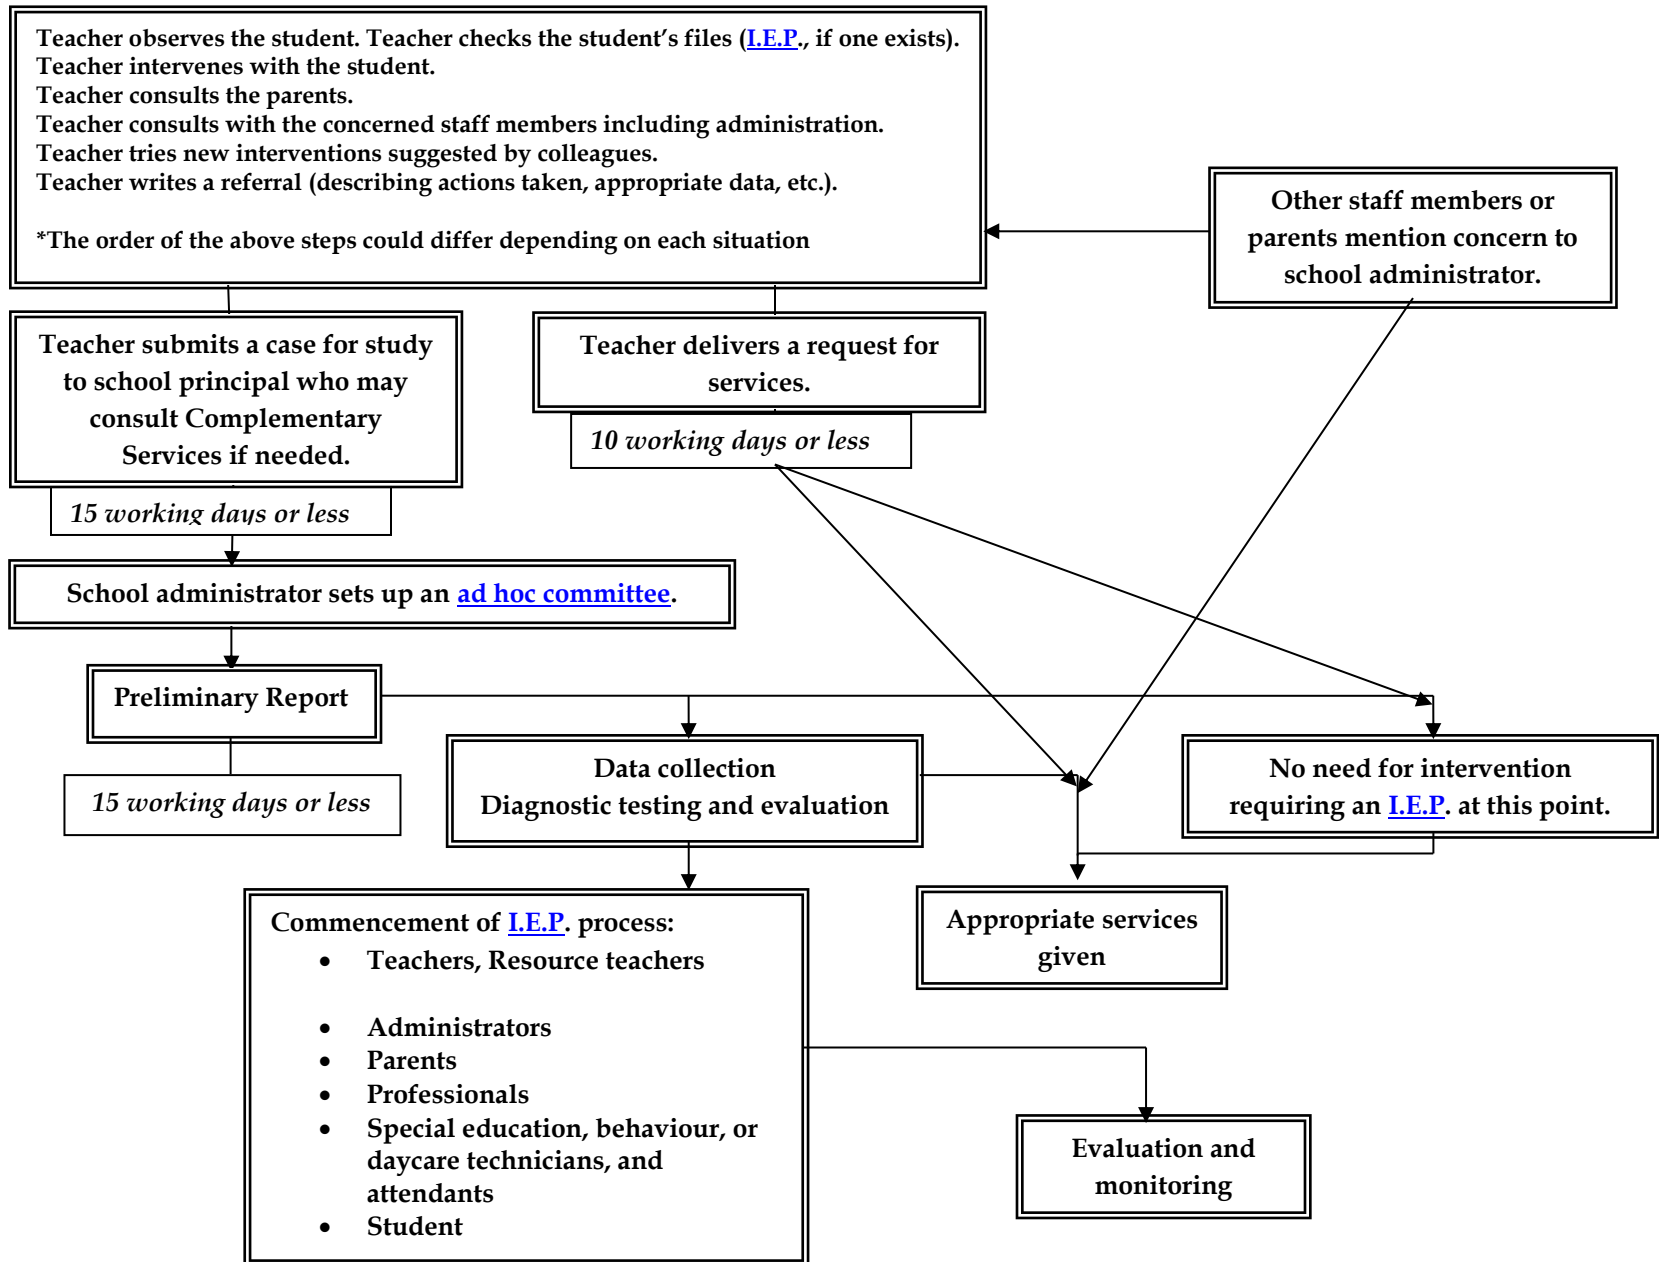 Teacher observes the student. Teacher checks the student’s files (I.E.P., if one exists).
Teacher intervenes with the student.
Teacher consults the parents.
Teacher consults with the concerned staff members including administration.
Teacher tries new interventions suggested by colleagues.
Teacher writes a referral (describing actions taken, appropriate data, etc.).
*The order of the above steps could differ depending on each situation
Other staff members or
parents mention concern to
school administrator.
Teacher submits a case for study
to school principal who may
consult Complementary
Services if needed.
15 working days or less
Teacher delivers a request for
services.
10 working days or less
School administrator sets up an ad hoc committee.
Preliminary Report
15 working days or less
Data collection
Diagnostic testing and evaluation
No need for intervention
requiring an I.E.P. at this point.
Commencement of I.E.P. process:
• Teachers, Resource teachers
• Administrators
• Parents
• Professionals
• Special education, behaviour, or
daycare technicians, and
attendants
• Student
Appropriate services
given
Evaluation and
monitoring